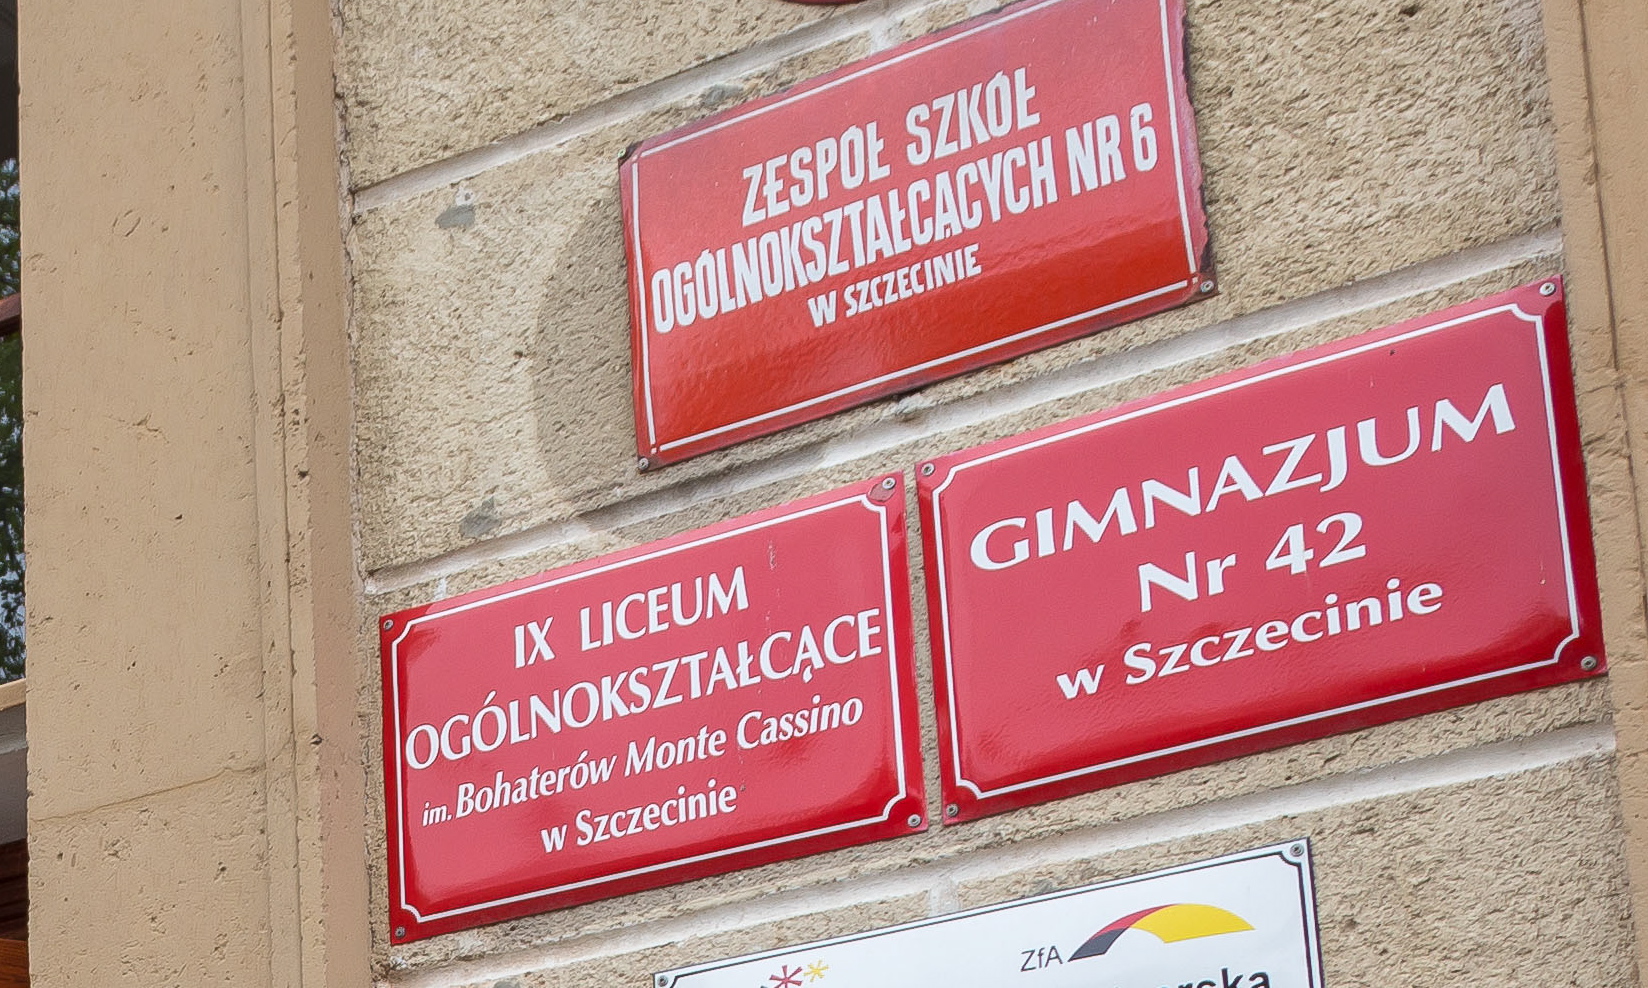 ZESPÓŁ SZKÓŁ
OGÓLNOKSZTAŁCĄCYCH NR 6
W SZCZECINIE
IX LICEUM
OGÓLNOKSZTAŁCĄCE
im. Bohaterów Monte Cassino
w Szczecinie
GIMNAZJUM
Nr 42
w Szczecinie
ZfA